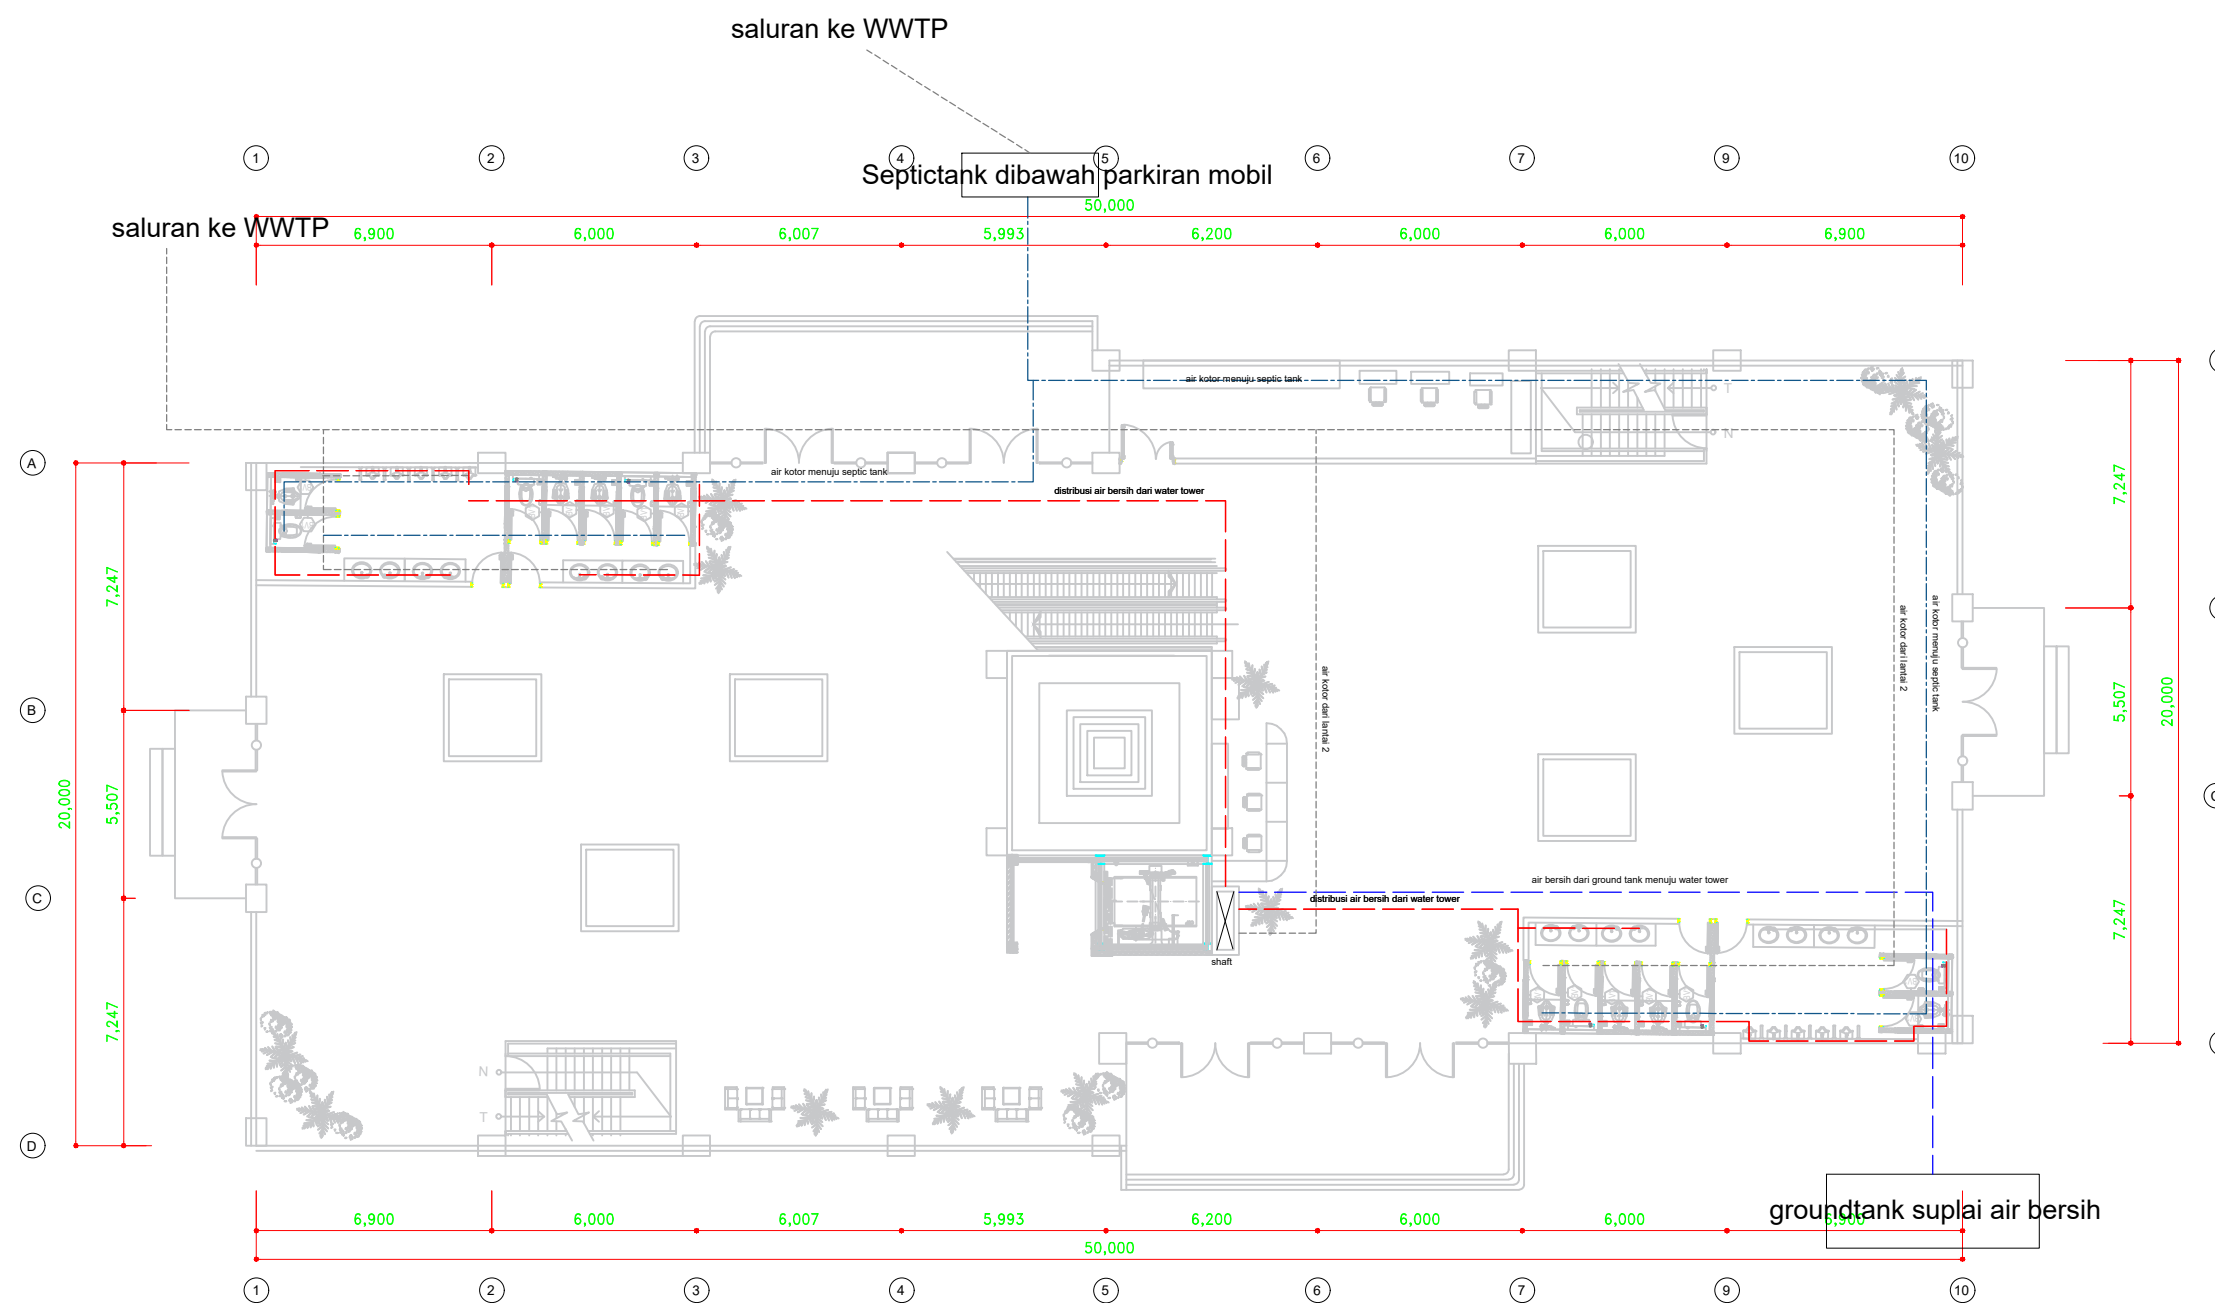 saluran ke WWTP
1
2
3
4
5
6
7
9
10
Septictank dibawah parkiran mobil
50,000
saluran ke WWTP
6,900
6,000
6,007
5,993
6,200
6,000
6,000
6,900
air kotor menuju septic tank
T
N
A
air kotor menuju septic tank
distribusi air bersih dari water tower
7,247
7,247
air kotor dari lantai 2
air kotor menuju septic tank
air kotor dari lantai 2
B
5,507
20,000
20,000
5,507
C
air bersih dari ground tank menuju water tower
distribusi air bersih dari water tower
7,247
shaft
7,247
N
T
D
groundtank suplai air bersih
6,900
6,000
6,007
5,993
6,200
6,000
6,000
6,900
50,000
1
2
3
4
5
6
7
9
10